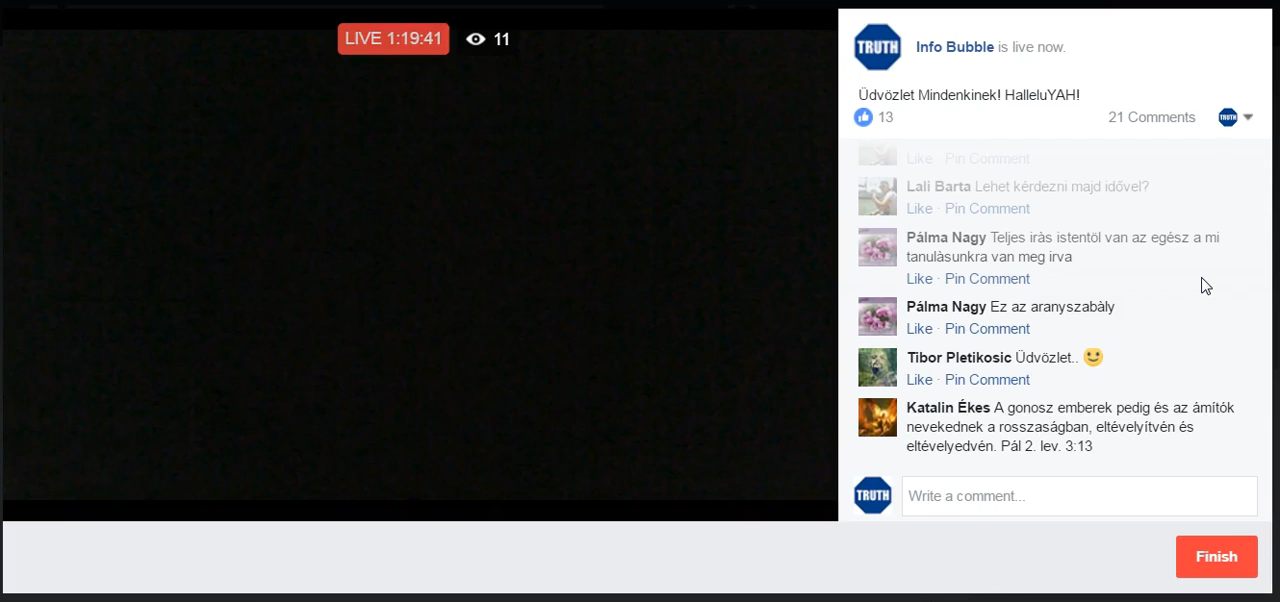 LIVE 1:19:41 11
TRUTH
Info Bubble is live now.
Üdvözlet Mindenkinek! HalleluYAH!
13 21 Comments TRUTH
Like · Pin Comment
Lali Barta Lehet kérdezni majd idővel?
Like · Pin Comment
Pálma Nagy Teljes iràs istentöl van az egész a mi
tanulàsunkra van meg irva
Like · Pin Comment
Pálma Nagy Ez az aranyszabàly
Like · Pin Comment
Tibor Pletikosic Üdvözlet..
Like · Pin Comment
Katalin Ékes A gonosz emberek pedig és az ámítók
nevekednek a rosszaságban, eltévelyítvén és
eltévelyedvén. Pál 2. lev. 3:13
TRUTH Write a comment...
Finish